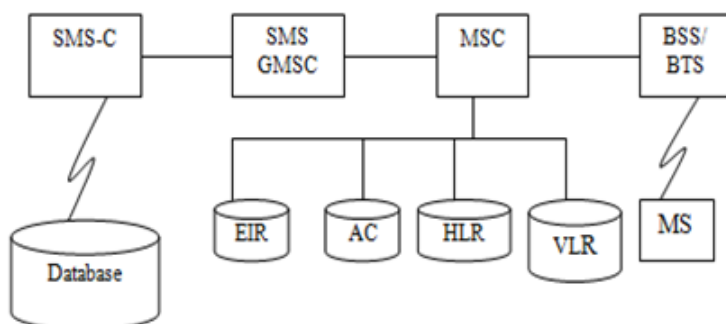 SMS-C
SMS
GMSC
MSC
BSS/
BTS
EIR
AC
HLR
VLR
MS
Database